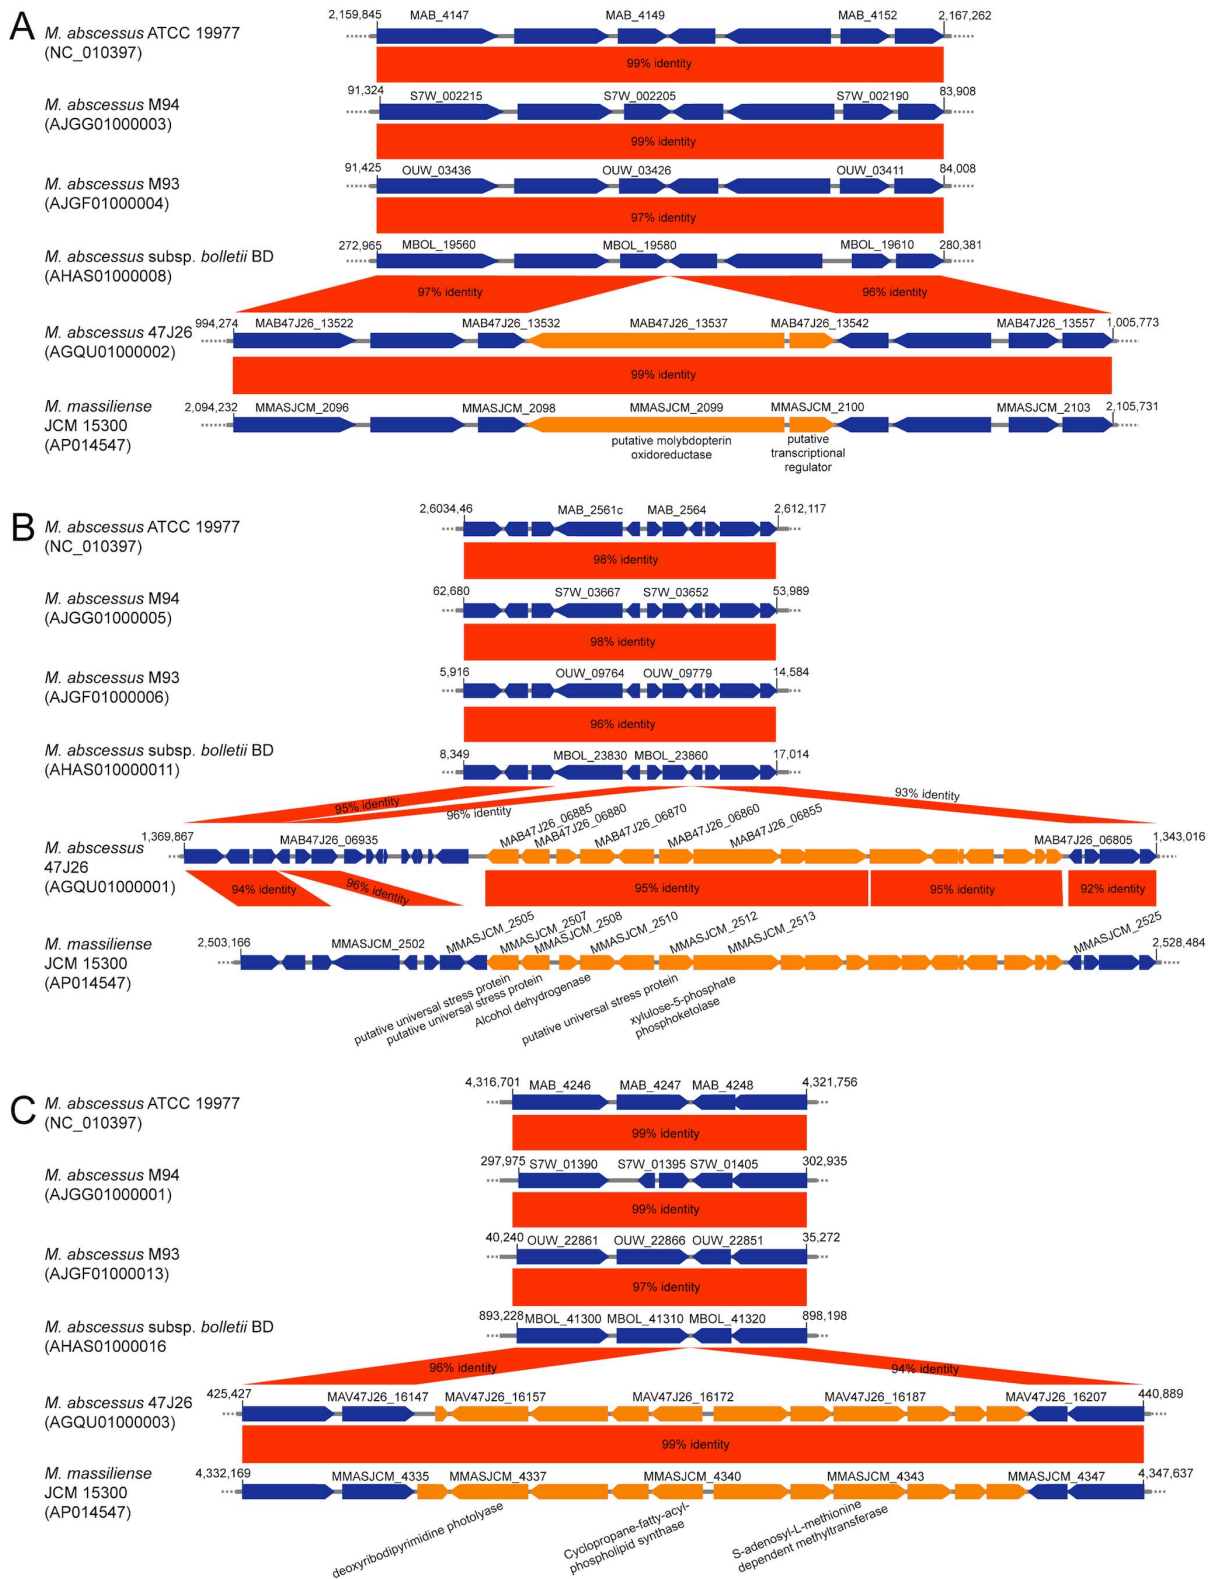 A
2,159,845 MAB_4147 MAB_4149 MAB_4152 2,167,262
M. abscessus ATCC 19977
(NC_010397)
99% identity
91,324 S7W_002215 S7W_002205 S7W_002190 83,908
M. abscessus M94
(AJGG01000003)
99% identity
91,425 OUW_03436 OUW_03426 OUW_03411 84,008
M. abscessus M93
(AJGF01000004)
97% identity
272,965 MBOL_19560 MBOL_19580 MBOL_19610 280,381
M. abscessus subsp. bolletii BD
(AHAS01000008)
97% identity 96% identity
994,274 MAB47J26_13522 MAB47J26_13532 MAB47J26_13537 MAB47J26_13542 MAB47J26_13557 1,005,773
M. abscessus 47J26
(AGQU01000002)
99% identity
2,094,232 MMASJCM_2096 MMASJCM_2098 MMASJCM_2099 MMASJCM_2100 MMASJCM_2103 2,105,731
M. massiliense
JCM 15300
(AP014547)
putative molybdopterin
oxidoreductase
putative
transcriptional
regulator
B
2,6034,46 MAB_2561c MAB_2564 2,612,117
M. abscessus ATCC 19977
(NC_010397)
98% identity
62,680 S7W_03667 S7W_03652 53,989
M. abscessus M94
(AJGG01000005)
98% identity
5,916 OUW_09764 OUW_09779 14,584
M. abscessus M93
(AJGF01000006)
96% identity
8,349 MBOL_23830 MBOL_23860 17,014
M. abscessus subsp. bolletii BD
(AHAS010000011)
95% identity 96% identity 93% identity
1,369,867 MAB47J26_06935 MAB47J26_06885 MAB47J26_06880 MAB47J26_06870 MAB47J26_06860 MAB47J26_06855 MAB47J26_06805 1,343,016
M. abscessus
47J26
(AGQU01000001)
94% identity 96% identity 95% identity 95% identity 92% identity
2,503,166 MMASJCM_2502 MMASJCM_2505 MMASJCM_2507 MMASJCM_2508 MMASJCM_2510 MMASJCM_2512 MMASJCM_2513 MMASJCM_2525 2,528,484
M. massiliense
JCM 15300
(AP014547)
putative universal stress protein
putative universal stress protein
Alcohol dehydrogenase
putative universal stress protein
xylulose-5-phosphate
phosphoketolase
C
4,316,701 MAB_4246 MAB_4247 MAB_4248 4,321,756
M. abscessus ATCC 19977
(NC_010397)
99% identity
297,975 S7W_01390 S7W_01395 S7W_01405 302,935
M. abscessus M94
(AJGG01000001)
99% identity
40,240 OUW_22861 OUW_22866 OUW_22851 35,272
M. abscessus M93
(AJGF01000013)
97% identity
893,228 MBOL_41300 MBOL_41310 MBOL_41320 898,198
M. abscessus subsp. bolletii BD
(AHAS01000016
96% identity 94% identity
425,427 MAV47J26_16147 MAV47J26_16157 MAV47J26_16172 MAV47J26_16187 MAV47J26_16207 440,889
M. abscessus 47J26
(AGQU01000003)
99% identity
4,332,169 MMASJCM_4335 MMASJCM_4337 MMASJCM_4340 MMASJCM_4343 MMASJCM_4347 4,347,637
M. massiliense
JCM 15300
(AP014547)
deoxyribodipyrimidine photolyase
Cyclopropane-fatty-acyl-
phospholipid synthase
S-adenosyl-L-methionine
dependent methyltransferase